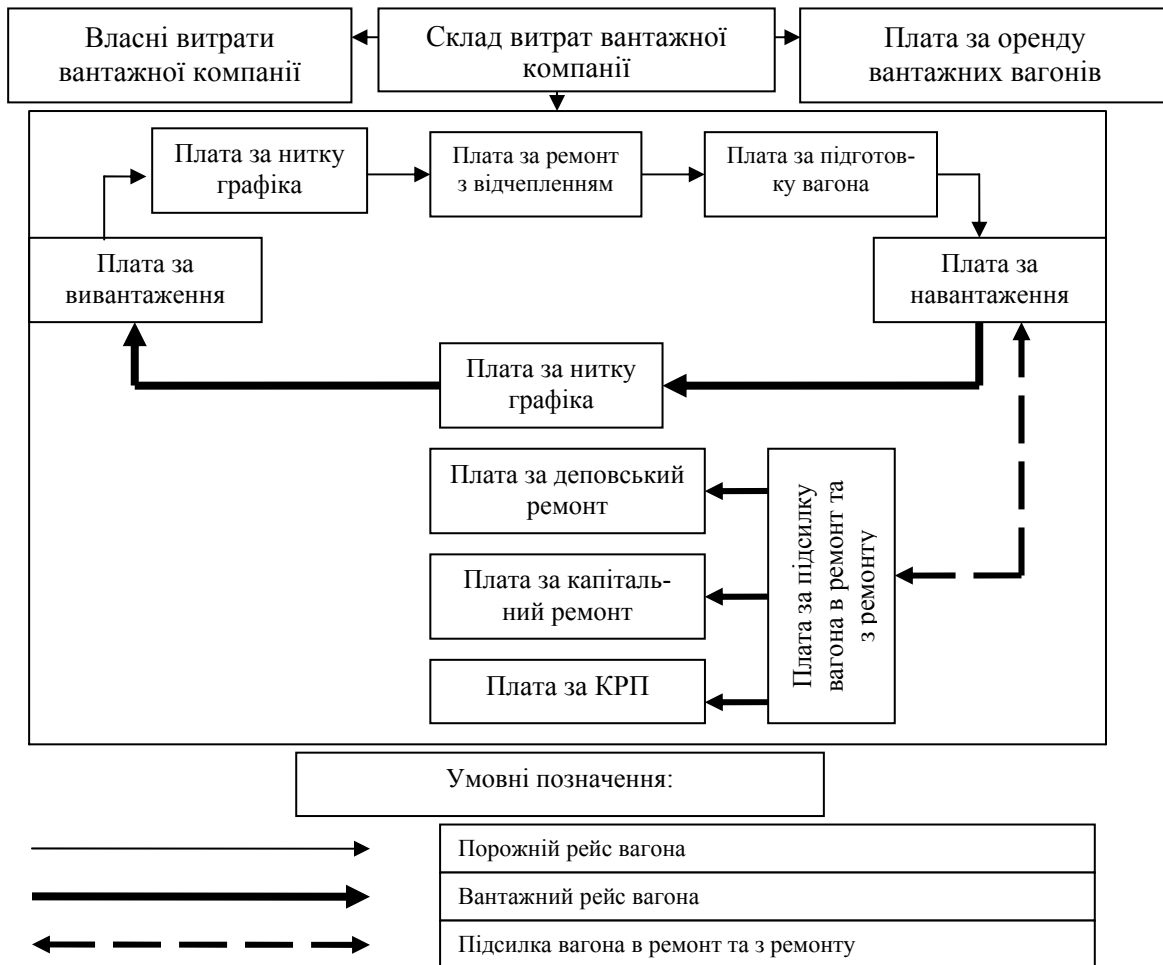 Власні витрати
вантажної компанії
Склад витрат вантажної
компанії
Плата за оренду
вантажних вагонів
Плата за нитку
графіка
Плата за ремонт
з відчепленням
Плата за підготов-
ку вагона
Плата за
вивантаження
Плата за
навантаження
Плата за нитку
графіка
Плата за деповський
ремонт
Плата за капіталь-
ний ремонт
Плата за КРП
Плата за підсилку
вагона в ремонт та
з ремонту
Умовні позначення:
Порожній рейс вагона
Вантажний рейс вагона
Підсилка вагона в ремонт та з ремонту